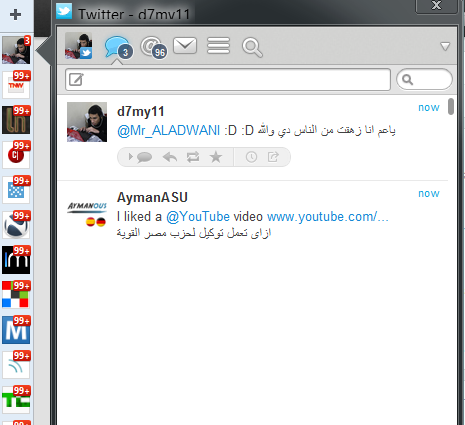 Twitter - d7my11
3
3
96
99+
TNW
99+
99+
99+
99+
99+
99+
99+
99+
99+
d7my11
now
@Mr_ALADWANI :D :D ياعم انا زهقت من الناس دي والله
AymanASU
now
AYMANOUS
I liked a @YouTube video www.youtube.com/...
ازاى تعمل توكيل لحزب مصر القوية